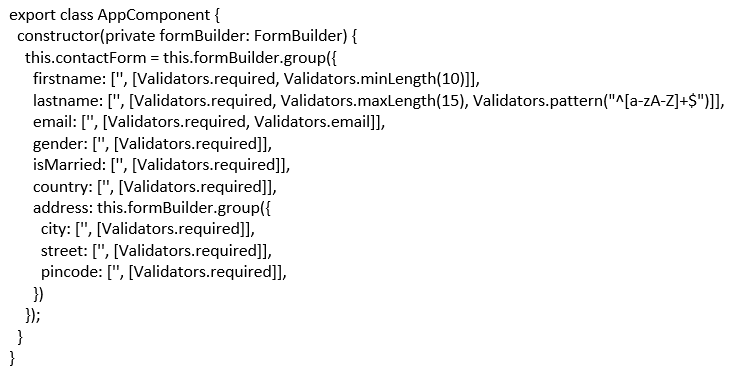 export class AppComponent {
constructor(private formBuilder: FormBuilder) {
this.contactForm = this.formBuilder.group({
firstname: ['', [Validators.required, Validators.minLength(10)]],
lastname: ['', [Validators.required, Validators.maxLength(15), Validators.pattern("^[a-zA-Z]+$")]],
email: ['', [Validators.required, Validators.email]],
gender: ['', [Validators.required]],
isMarried: ['', [Validators.required]],
country: ['', [Validators.required]],
address: this.formBuilder.group({
city: ['', [Validators.required]],
street: ['', [Validators.required]],
pincode: ['', [Validators.required]],
})
});
}
}